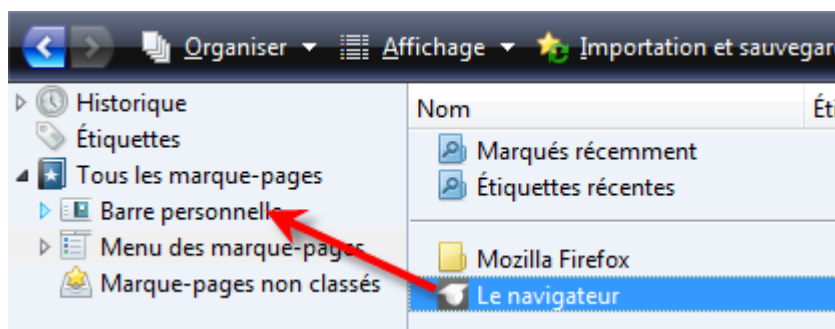 Organiser Affichage Importation et sauvegar
Historique
Étiquettes
Tous les marque-pages
Barre personnelle
Menu des marque-pages
Marque-pages non classés
Nom Éti
Marqués récemment
Étiquettes récentes
Mozilla Firefox
Le navigateur